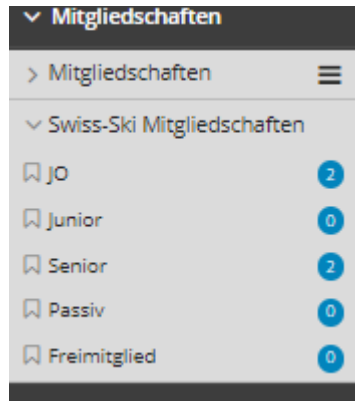 Mitgliedschaften
Mitgliedschaften
Swiss-Ski Mitgliedschaften
JO 2
Junior 0
Senior 2
Passiv 0
Freimitglied 0